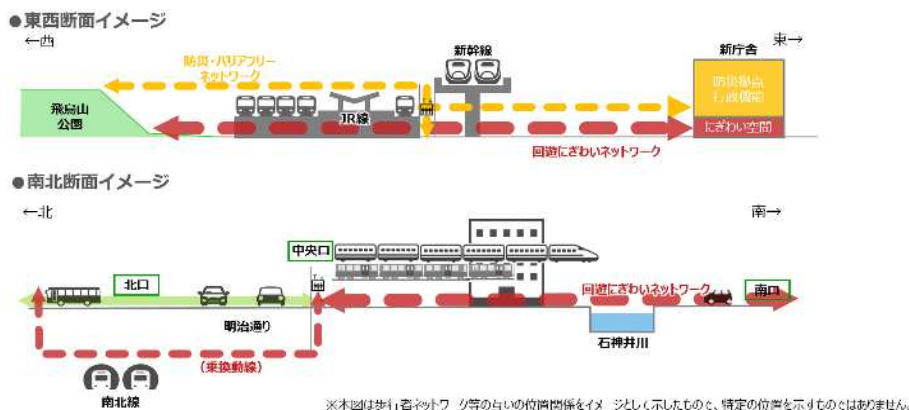 ●東西断面イメージ
←西
東→
防災・バリアフリー
ネットワーク
新幹線
新庁舎
飛鳥山
公園
JR線
防災拠点
行政機能
にぎわい空間
回遊にぎわいネットワーク
●南北断面イメージ
←北
南→
中央口
北口
回遊にぎわいネットワーク
南口
明治通り
石神井川
(乗換動線)
南北線
※本図は歩行者ネットワーク等の互いの位置関係をイメージとして示したもので、特定の位置を示すものではありません。